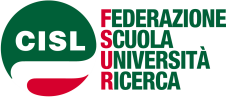 CISL
FEDERAZIONE
SCUOLA
UNIVERSITÀ
RICERCA